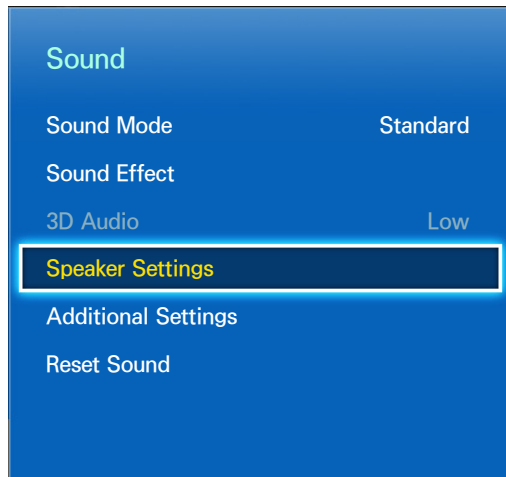 Sound
Sound Mode Standard
Sound Effect
3D Audio Low
Speaker Settings
Additional Settings
Reset Sound